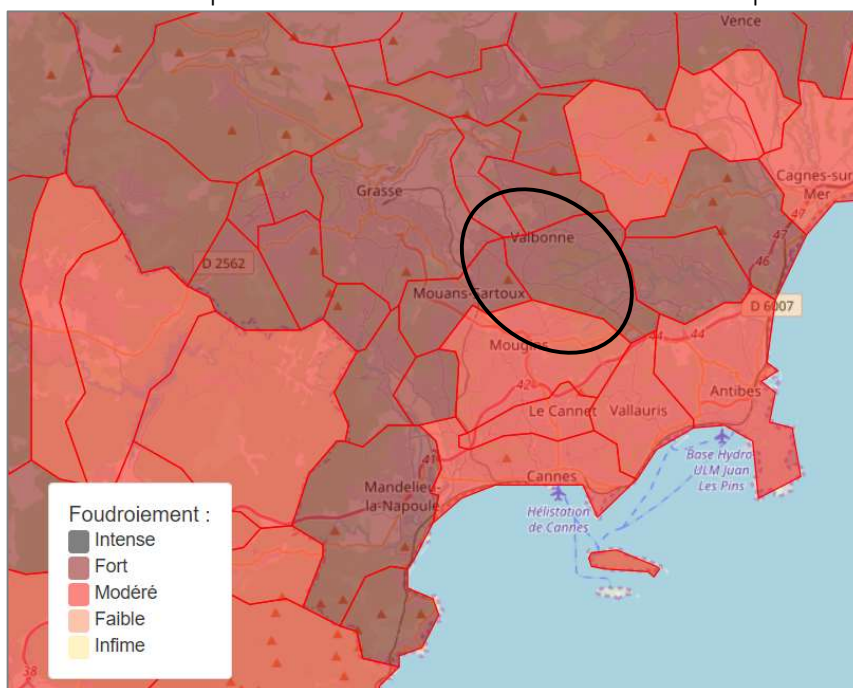 Vence
Cagnes-sur-
Mer
Grasse
Valbonne
47
47
46
D 2562
Mouans-Sartoux
D 6007
Mougins
44
44
42
Antibes
Le Cannet
Vallauris
41
Cannes
Base Hydro
ULM Juan
Les Pins
Mandelieu-
la-Napoule
Hélistation
de Cannes
Foudroiement :
Intense
Fort
Modéré
Faible
Infime
38